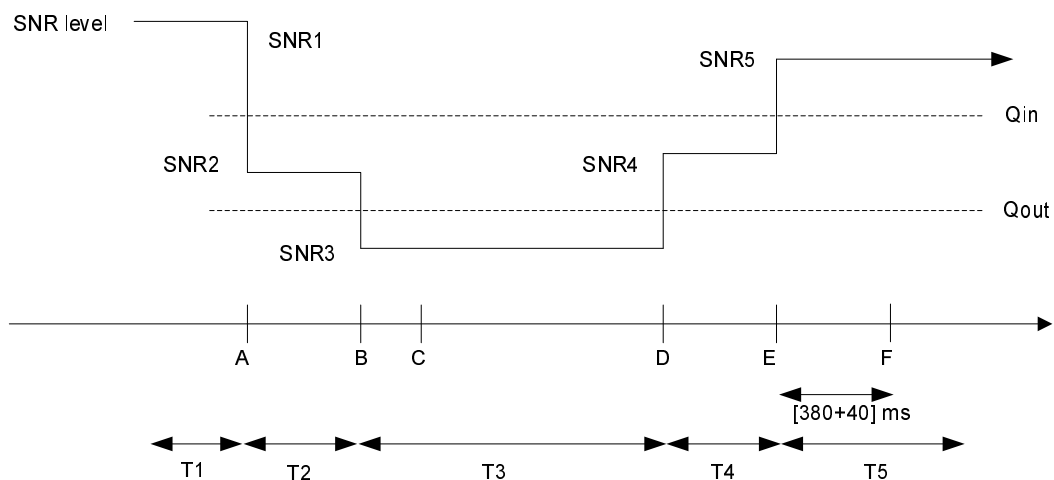 SNR level
SNR1
SNR5
Qin
SNR2
SNR4
Qout
SNR3
A B C D E F
[380+40] ms
T1 T2 T3 T4 T5